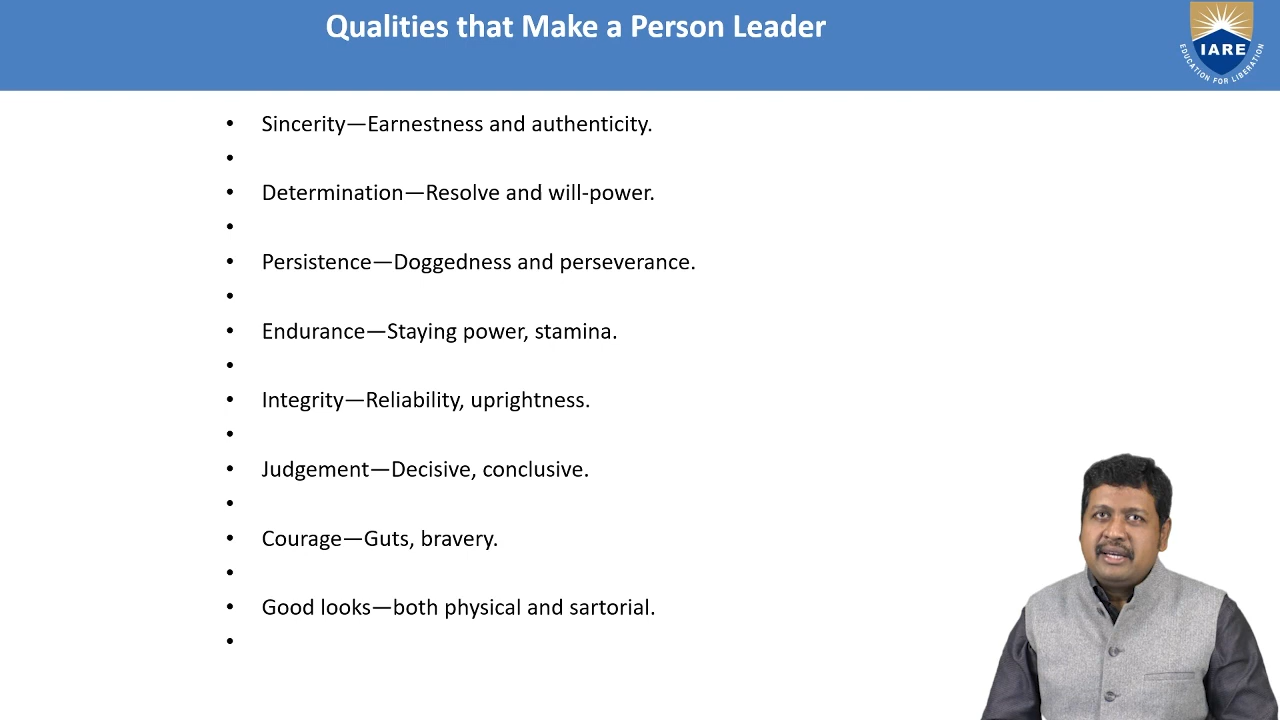 Qualities that Make a Person Leader
IARE
EDUCATION FOR LIBERATION
• Sincerity—Earnestness and authenticity.
•
• Determination—Resolve and will-power.
•
• Persistence—Doggedness and perseverance.
•
• Endurance—Staying power, stamina.
•
• Integrity—Reliability, uprightness.
•
• Judgement—Decisive, conclusive.
•
• Courage—Guts, bravery.
•
• Good looks—both physical and sartorial.
•